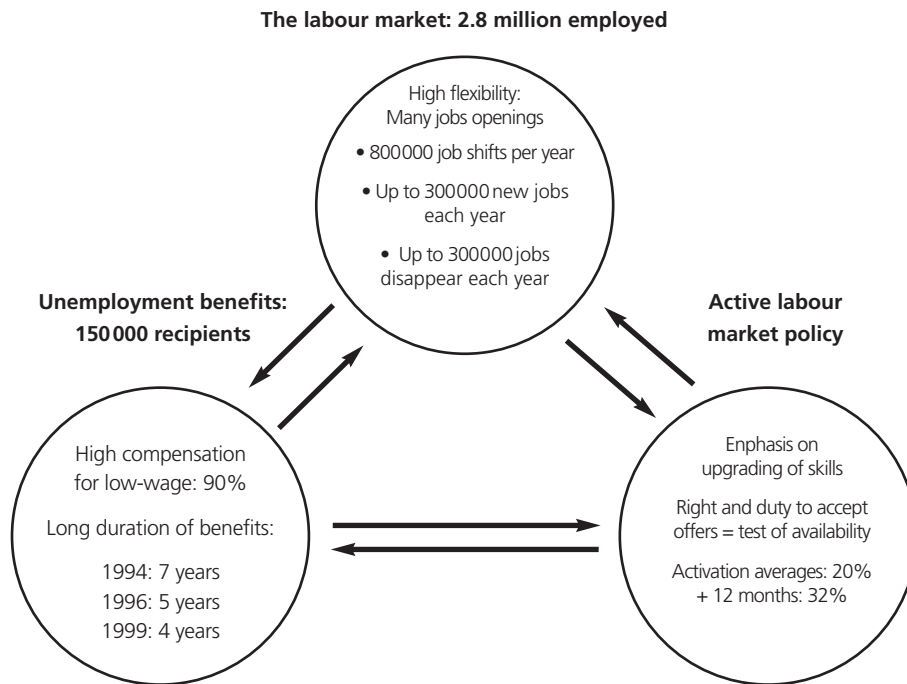 The labour market: 2.8 million employed
High flexibility:
Many jobs openings
• 800000 job shifts per year
• Up to 300000 new jobs
each year
• Up to 300000 jobs
disappear each year
Unemployment benefits:
150000 recipients
Active labour
market policy
High compensation
for low-wage: 90%
Long duration of benefits:
1994: 7 years
1996: 5 years
1999: 4 years
Enphasis on
upgrading of skills
Right and duty to accept
offers = test of availability
Activation averages: 20%
+ 12 months: 32%